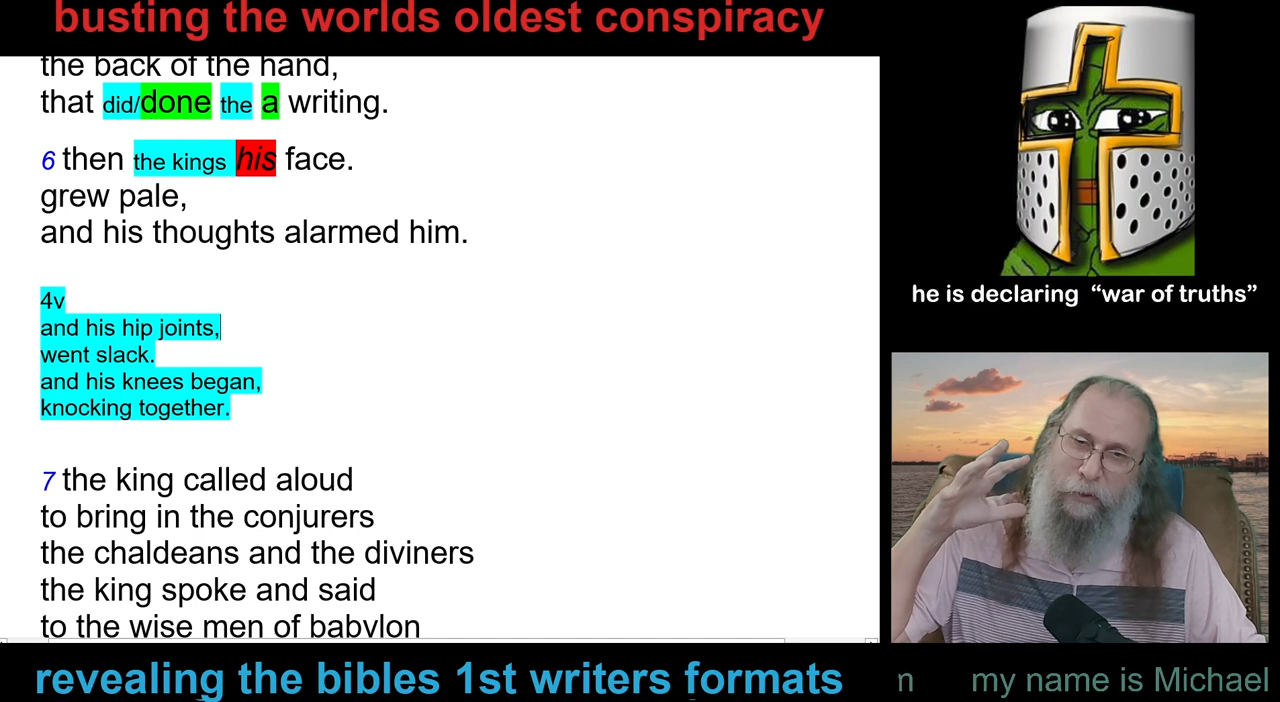 busting the worlds oldest conspiracy
the back of the hand,
that did/done the a writing.
6 then the kings his face.
grew pale,
and his thoughts alarmed him.
4v
and his hip joints,
went slack.
and his knees began,
knocking together.
7 the king called aloud
to bring in the conjurers
the chaldeans and the diviners
the king spoke and said
to the wise men of babylon
he is declaring “war of truths”
revealing the bibles 1st writers formats
my name is Michael